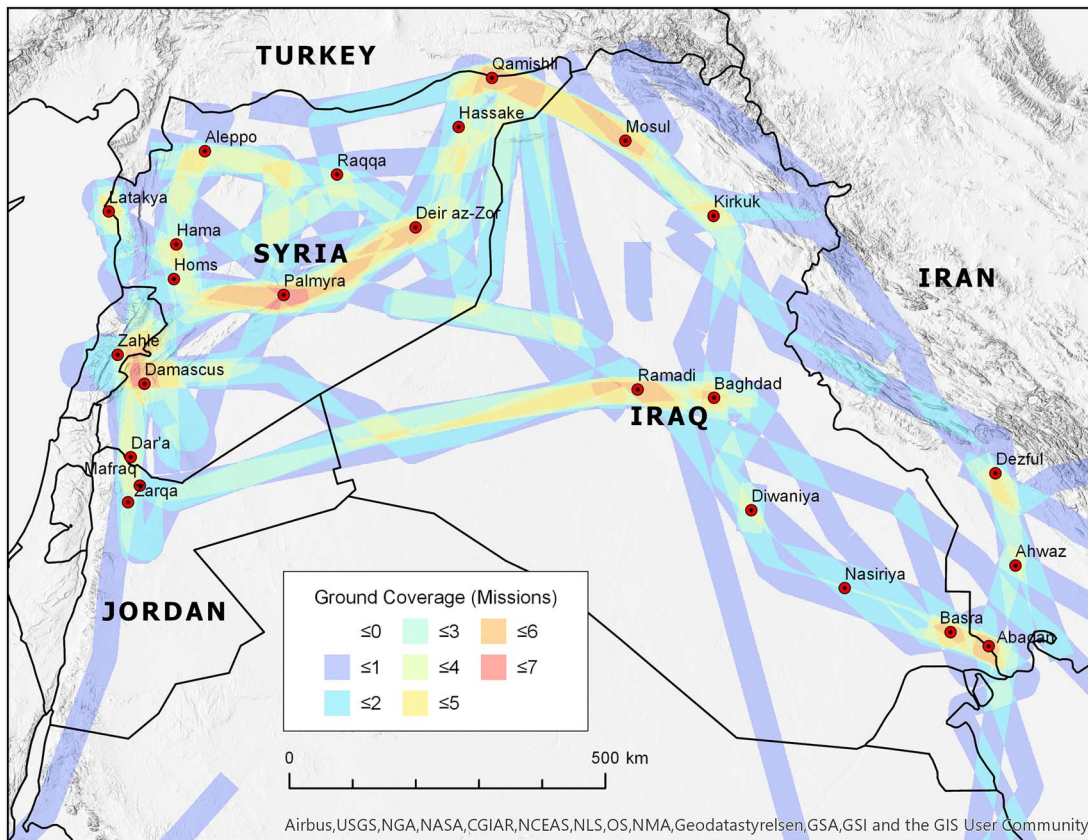 TURKEY
Qamishli
Hassake
Aleppo
Mosul
Raqqa
Latakya
Kirkuk
Deir az-Zor
Hama
SYRIA
Homs
IRAN
Palmyra
Zahle
Damascus
Ramadi
Baghdad
IRAQ
Dar'a
Mafraq
Dezful
Zarqa
Diwaniya
Ahwaz
Nasiriya
JORDAN
Basra
Abadan
Ground Coverage (Missions)
≤0 ≤3 ≤6
≤1 ≤4 ≤7
≤2 ≤5
0 500 km
Airbus,USGS,NGA,NASA,CGIAR,NCEAS,NLS,OS,NMA,Geodatastyrelsen,GSA,GSI and the GIS User Community